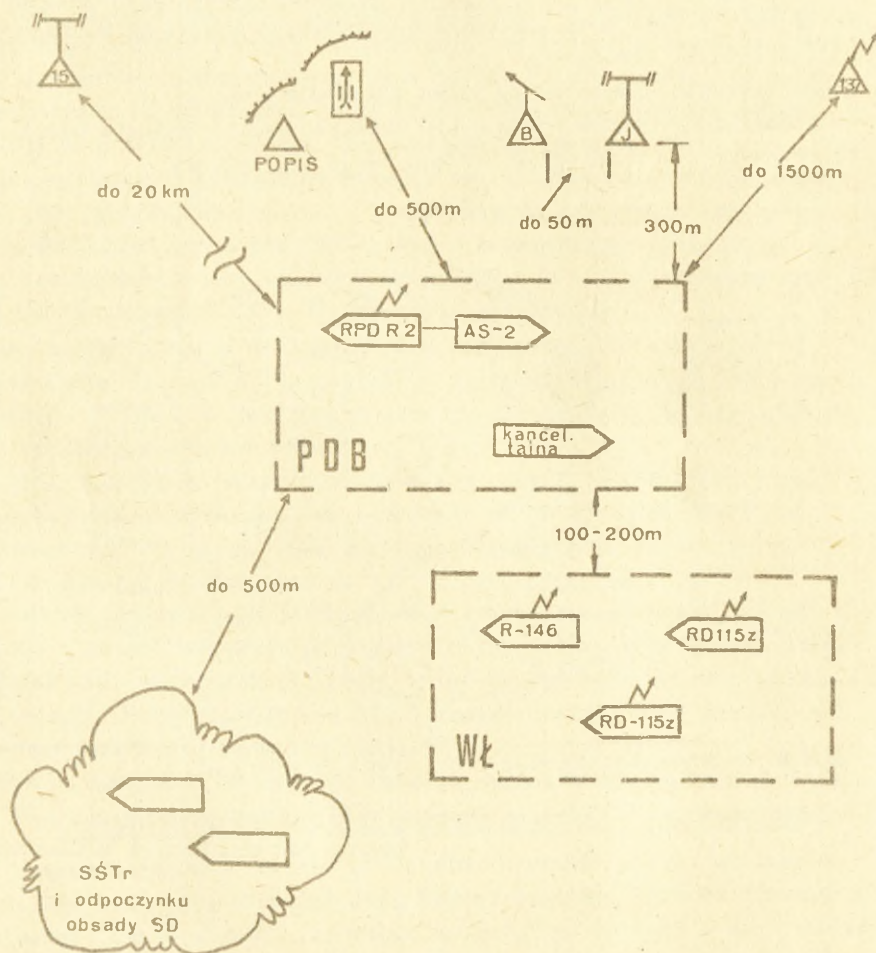 15
B
J
137
POPIS
do 20 km
do 500m
do 50 m
300m
do 1500m
RPD R 2
AS-2
kancel.
tajna
PDB
100-200m
do 500m
R-146
RD115z
RD-115z
WŁ
SŚTr
i odpoczynku
obsady SD